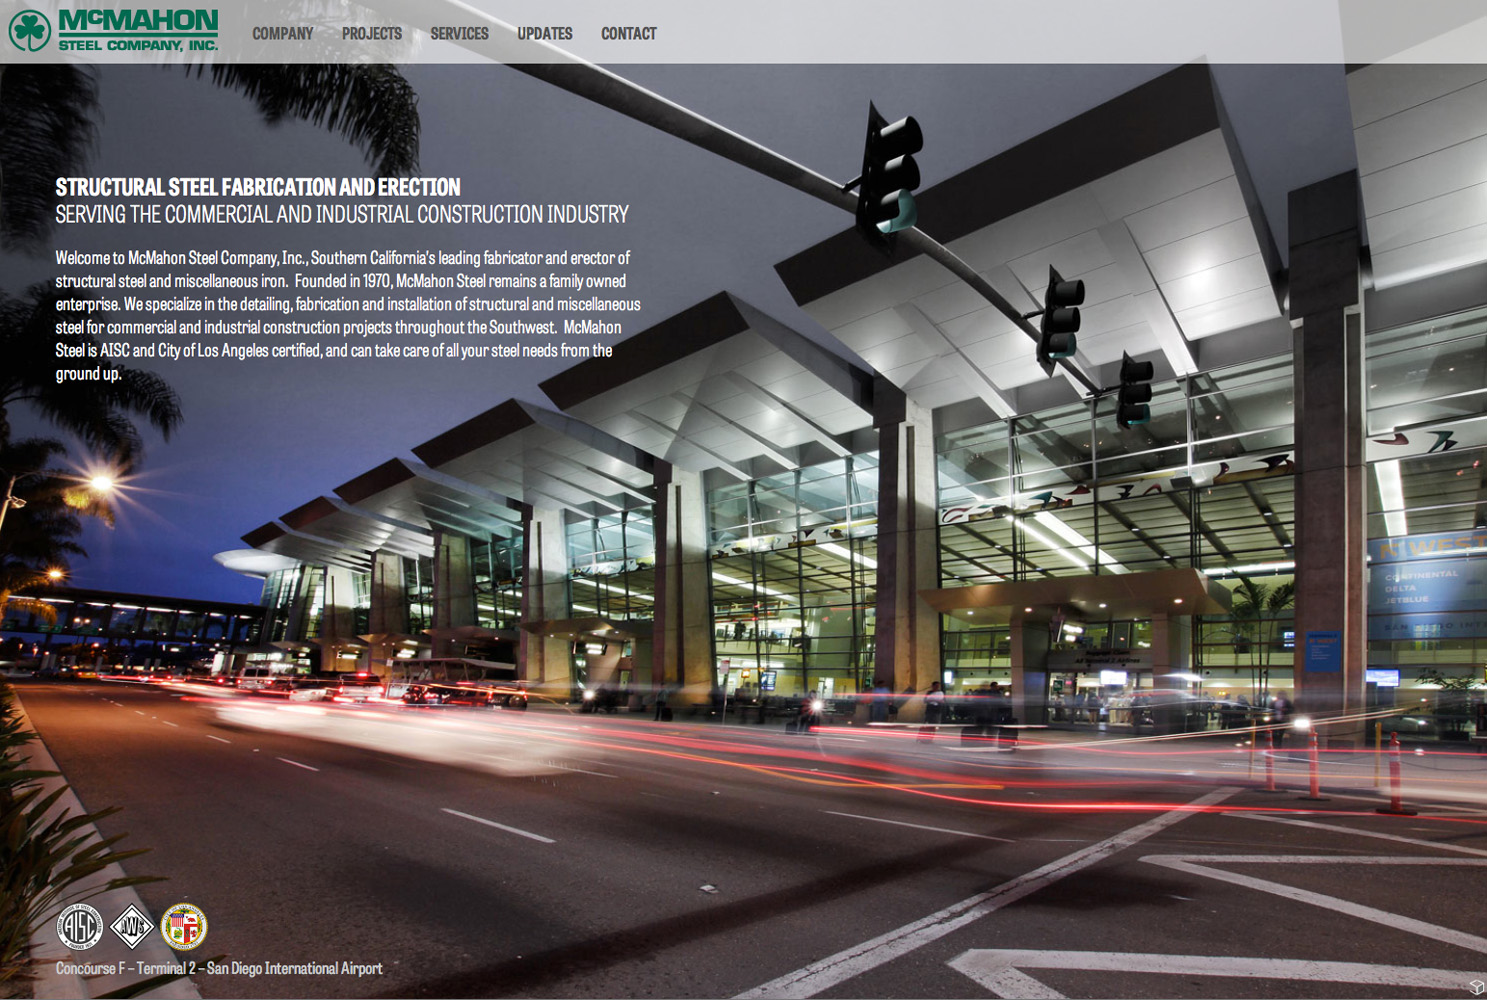 McMAHON
STEEL COMPANY, INC.
COMPANY PROJECTS SERVICES UPDATES CONTACT
STRUCTURAL STEEL FABRICATION AND ERECTION
SERVING THE COMMERCIAL AND INDUSTRIAL CONSTRUCTION INDUSTRY
Welcome to McMahon Steel Company, Inc., Southern California's leading fabricator and erector of
structural steel and miscellaneous iron.  Founded in 1970, McMahon Steel remains a family owned
enterprise. We specialize in the detailing, fabrication and installation of structural and miscellaneous
steel for commercial and industrial construction projects throughout the Southwest.  McMahon
Steel is AISC and City of Los Angeles certified, and can take care of all your steel needs from the
ground up.
WEST
CONTINENTAL
DELTA
JETBLUE
AISC
AWS
Concourse F – Terminal 2 – San Diego International Airport